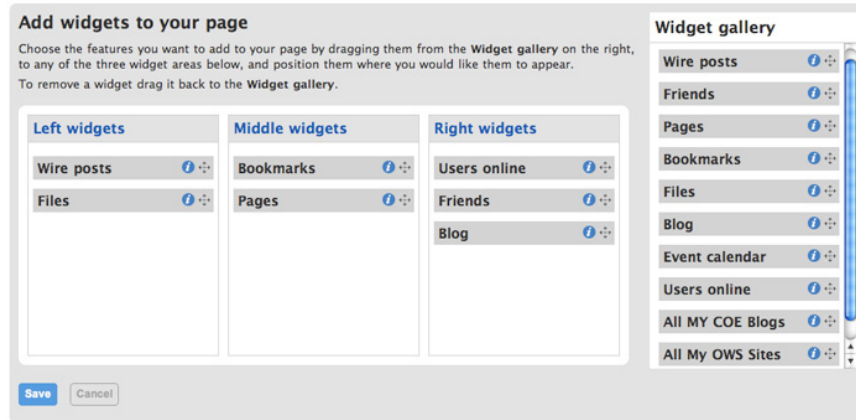 Add widgets to your page
Choose the features you want to add to your page by dragging them from the Widget gallery on the right,
to any of the three widget areas below, and position them where you would like them to appear.
To remove a widget drag it back to the Widget gallery.
Left widgets
Wire posts
Files
Middle widgets
Bookmarks
Pages
Right widgets
Users online
Friends
Blog
Save
Cancel
Widget gallery
Wire posts
Friends
Pages
Bookmarks
Files
Blog
Event calendar
Users online
All MY COE Blogs
All My OWS Sites